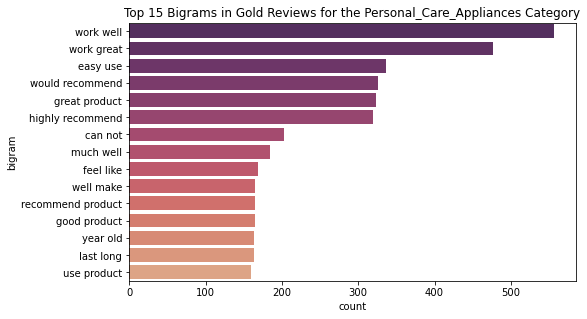 Top 15 Bigrams in Gold Reviews for the Personal_Care_Appliances Category
work well
work great
easy use
would recommend
great product
highly recommend
can not
much well
feel like
well make
recommend product
good product
year old
last long
use product
bigram
0 100 200 300 400 500
count